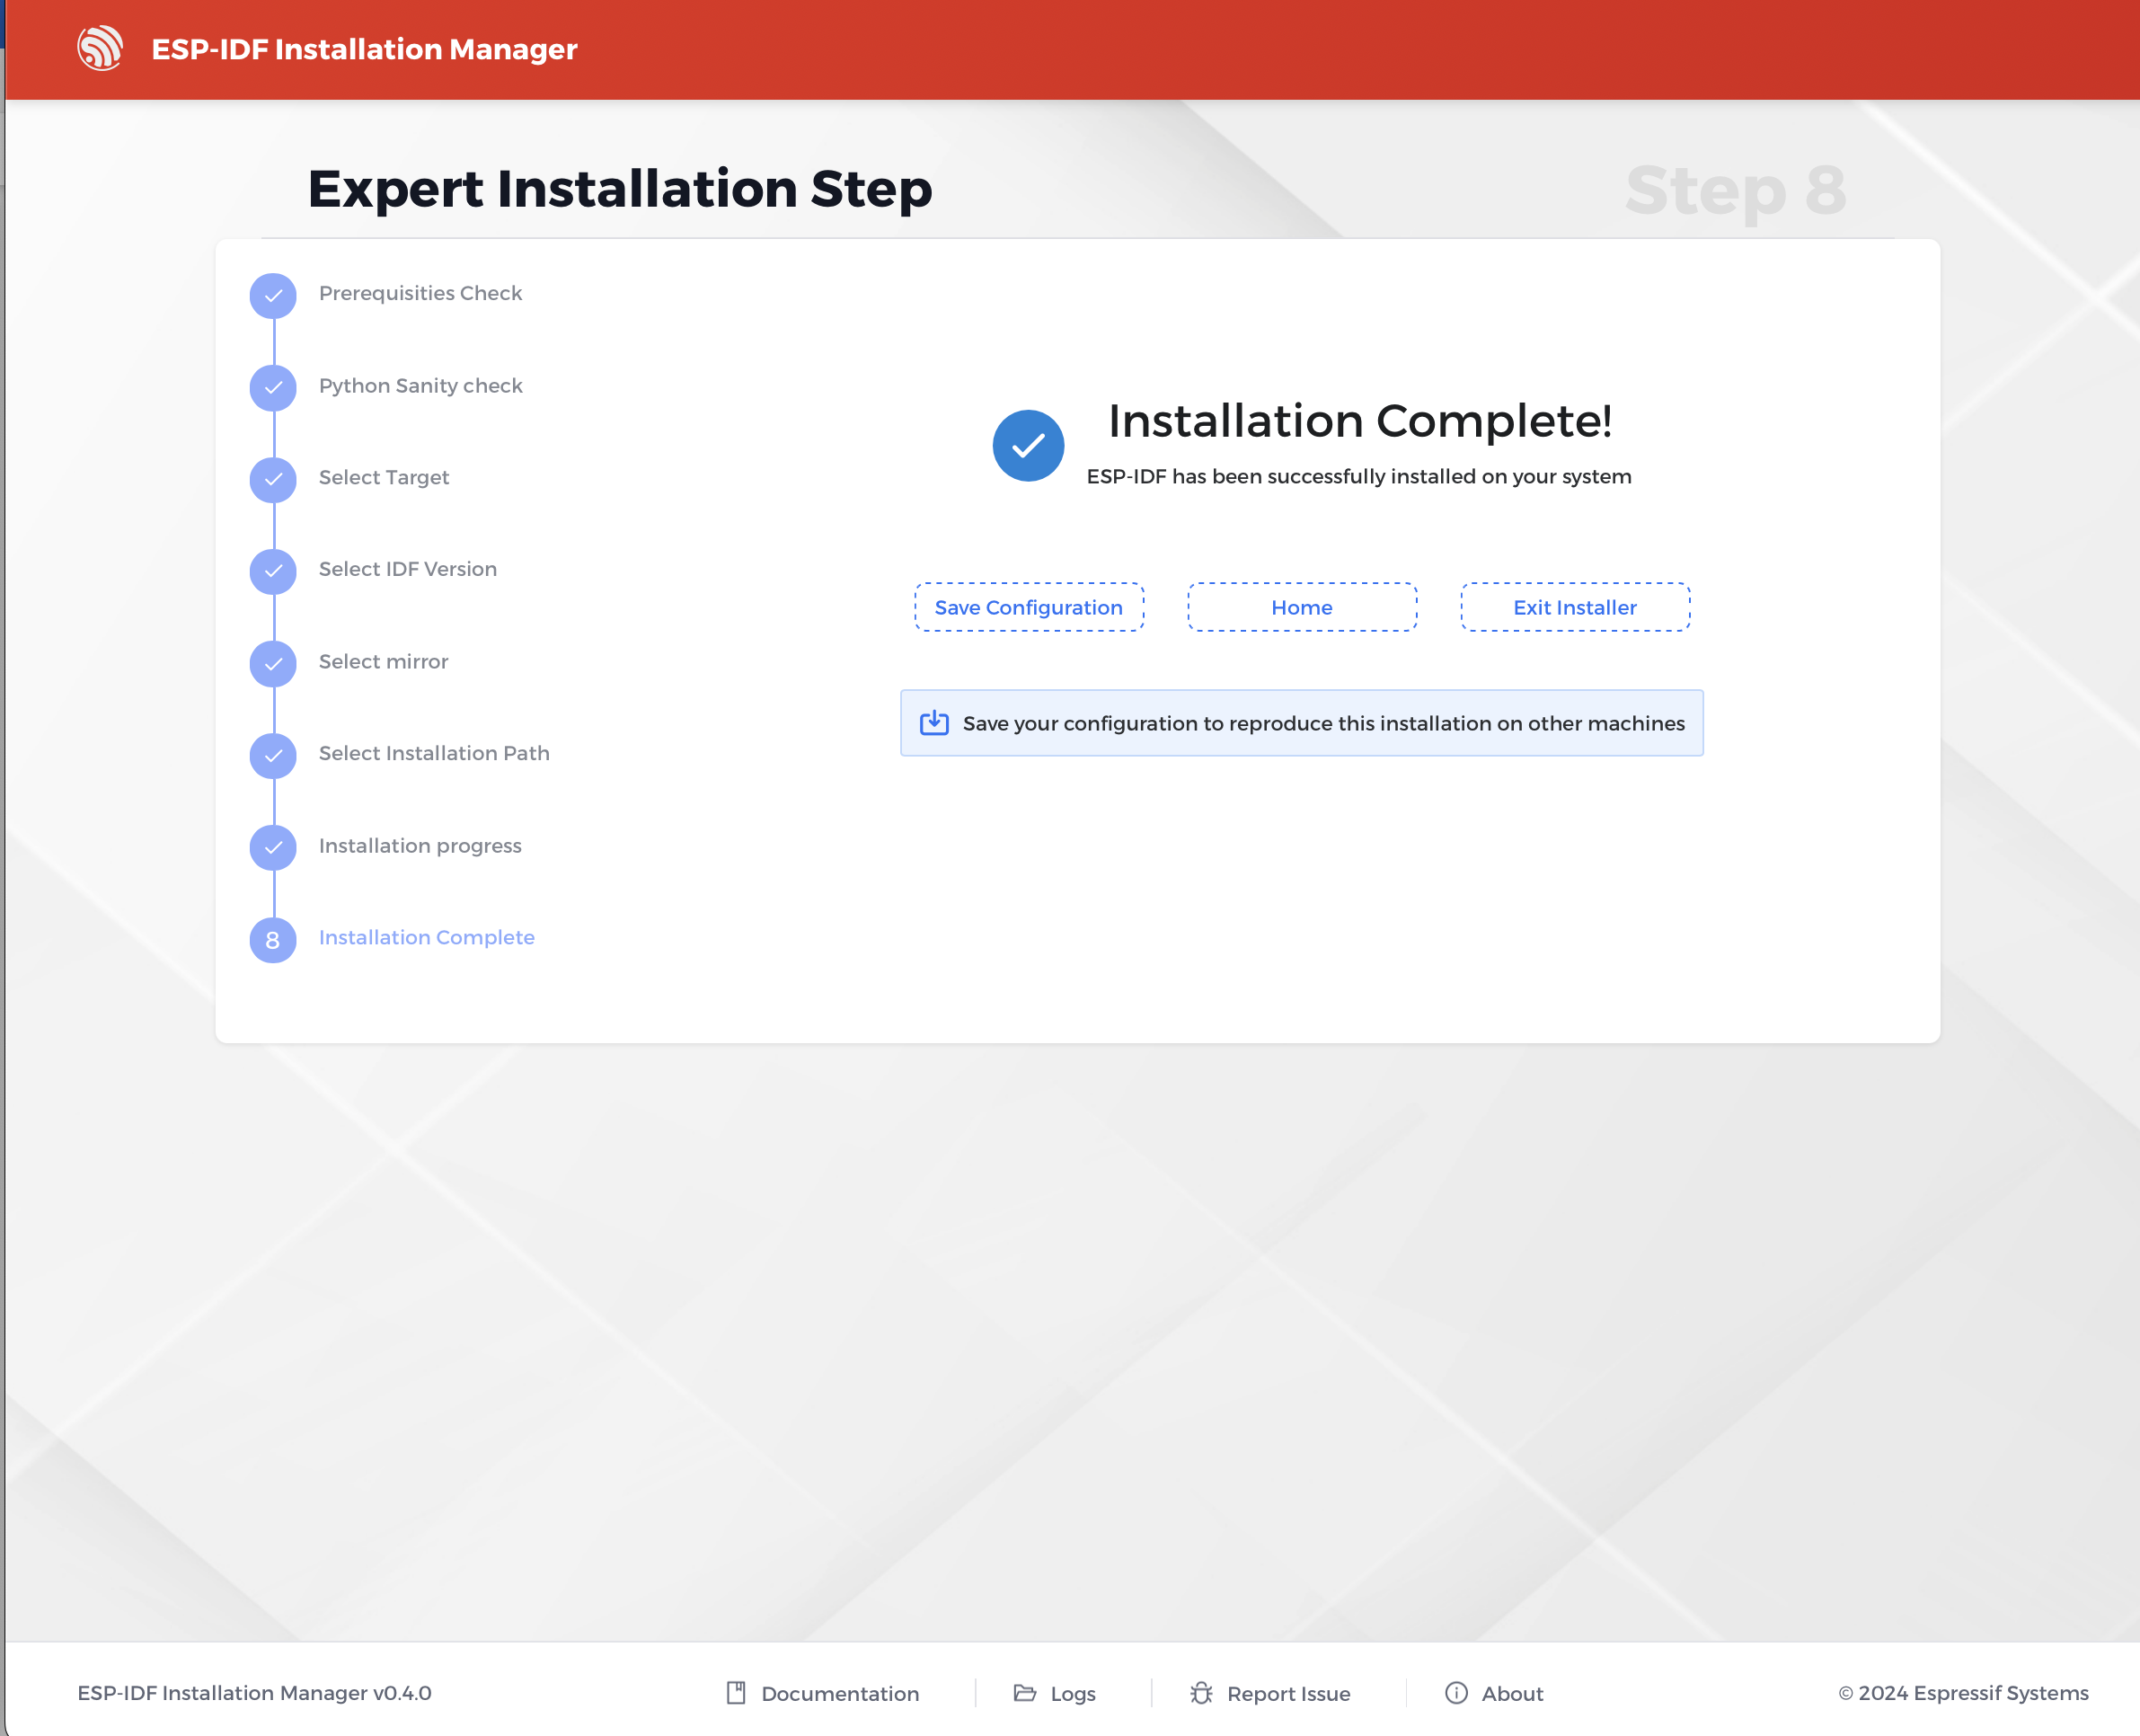 ESP-IDF Installation Manager
Expert Installation Step
Step 8
Prerequisities Check
Python Sanity check
Select Target
Select IDF Version
Select mirror
Select Installation Path
Installation progress
8 Installation Complete
Installation Complete!
ESP-IDF has been successfully installed on your system
Save Configuration
Home
Exit Installer
Save your configuration to reproduce this installation on other machines
ESP-IDF Installation Manager v0.4.0
Documentation
Logs
Report Issue
About
© 2024 Espressif Systems